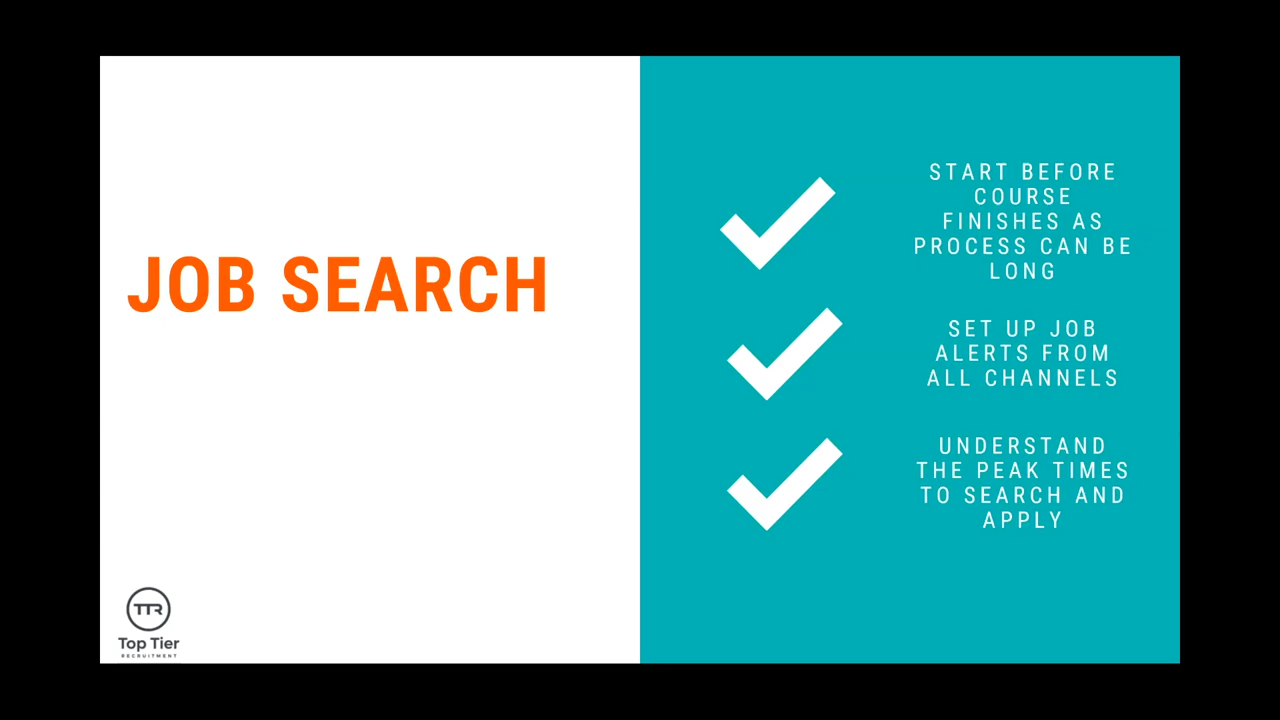 JOB SEARCH
START BEFORE
COURSE
FINISHES AS
PROCESS CAN BE
LONG
SET UP JOB
ALERTS FROM
ALL CHANNELS
UNDERSTAND
THE PEAK TIMES
TO SEARCH AND
APPLY
TTR
Top Tier
RECRUITMENT